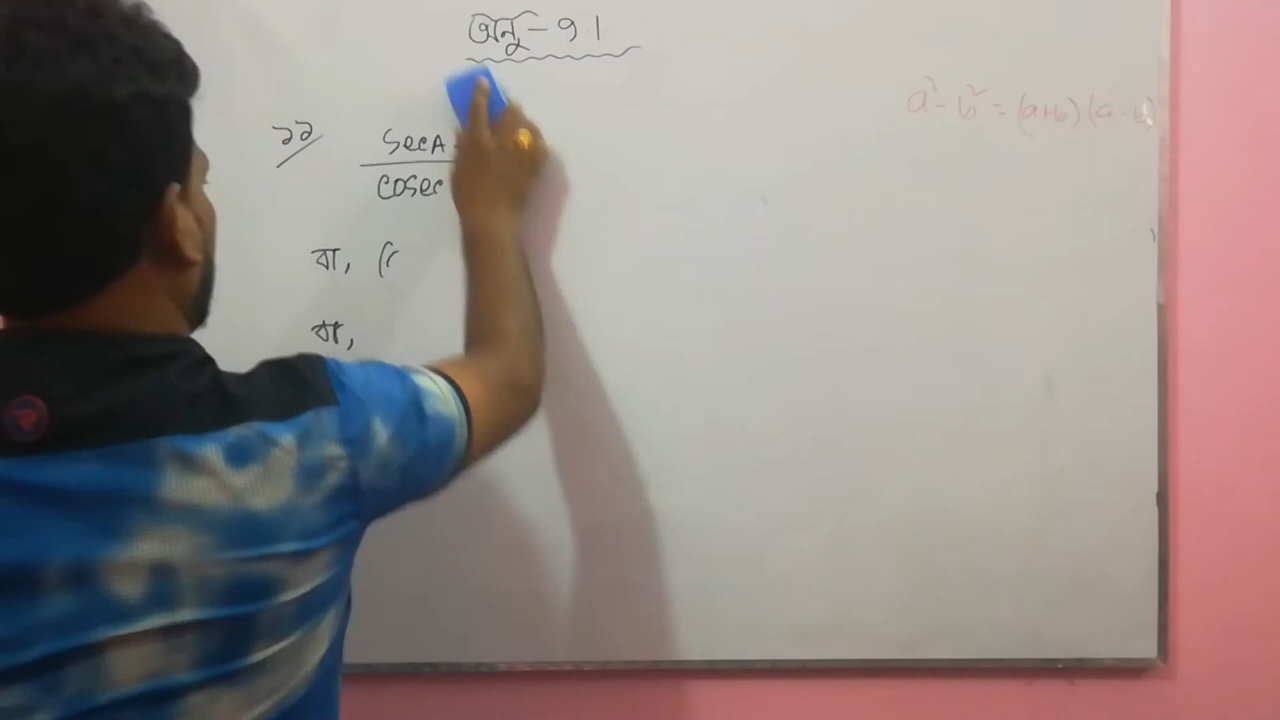 অনু - ৭।
a² - b² = (a+b)(a-b)
১১/
SecA
Cosec
বা, (
বা,